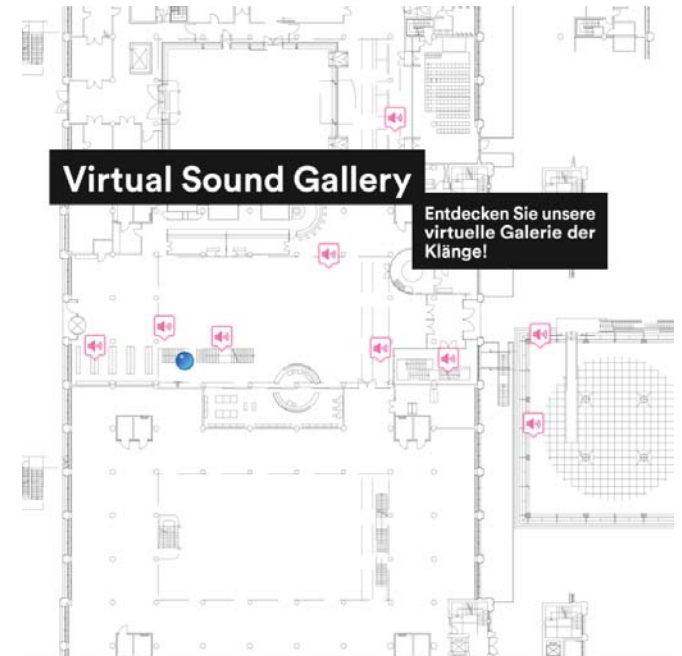 Virtual Sound Gallery
Entdecken Sie unsere
virtuelle Galerie der
Klänge!